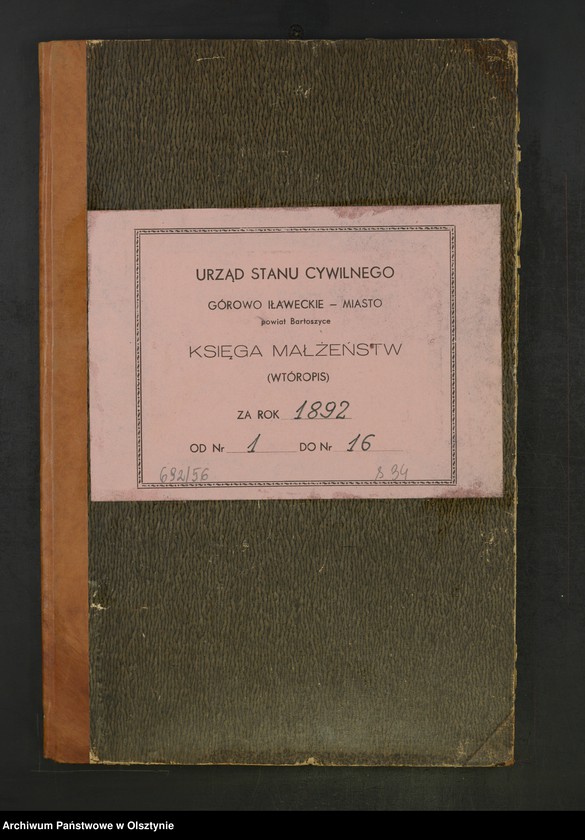 URZĄD STANU CYWILNEGO
GÓROWO IŁAWECKIE – MIASTO
powiat Bartoszyce
KSIĘGA MAŁŻEŃSTW
(WTÓROPIS)
ZA ROK 1892
OD Nr 1 DO Nr 16
692/56 s 34
Archiwum Państwowe w Olsztynie